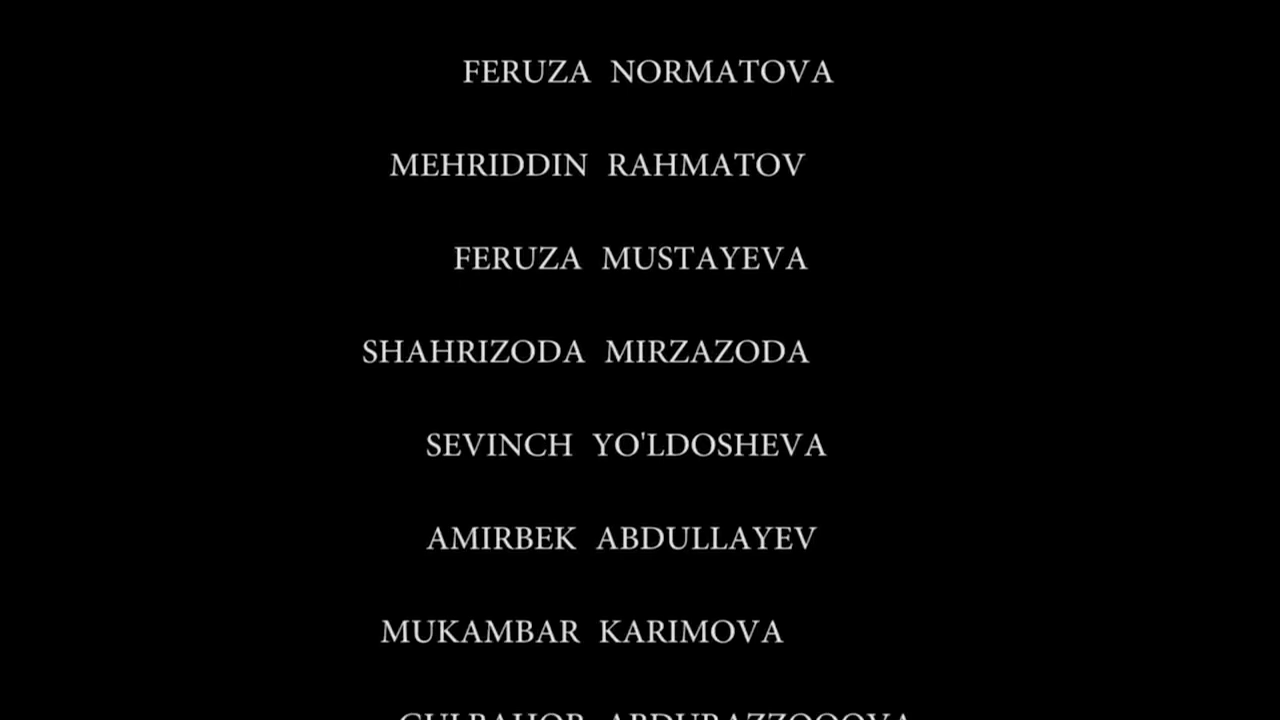 FERUZA NORMATOVA
MEHRIDDIN RAHMATOV
FERUZA MUSTAYEVA
SHAHRIZODA MIRZAZODA
SEVINCH YO'LDOSHEVA
AMIRBEK ABDULLAYEV
MUKAMBAR KARIMOVA